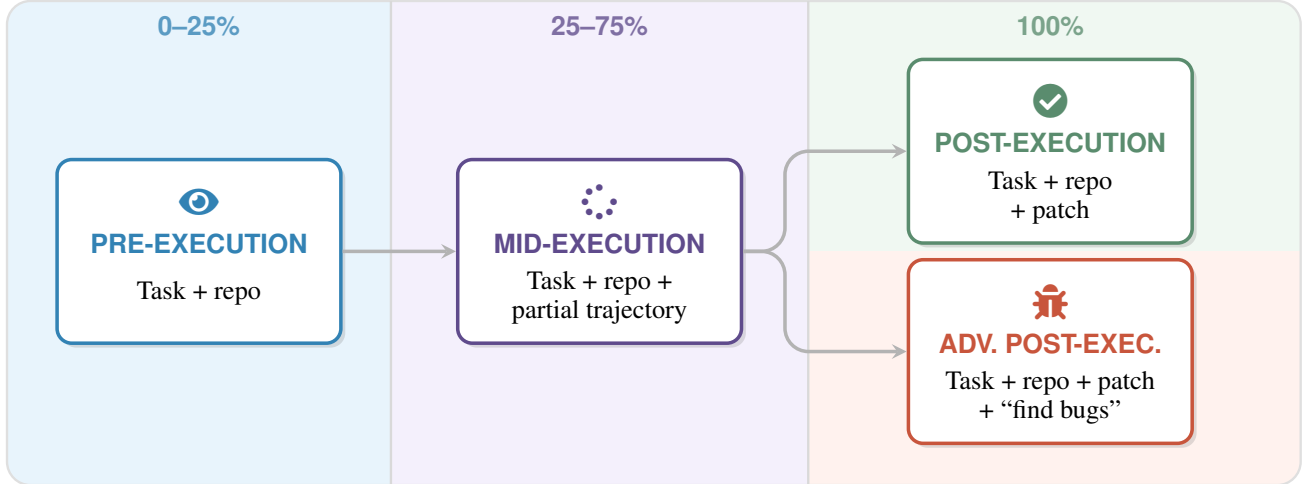 0–25%
25–75%
100%
PRE-EXECUTION
Task + repo
MID-EXECUTION
Task + repo +
partial trajectory
POST-EXECUTION
Task + repo
+ patch
ADV. POST-EXEC.
Task + repo + patch
+ “find bugs”